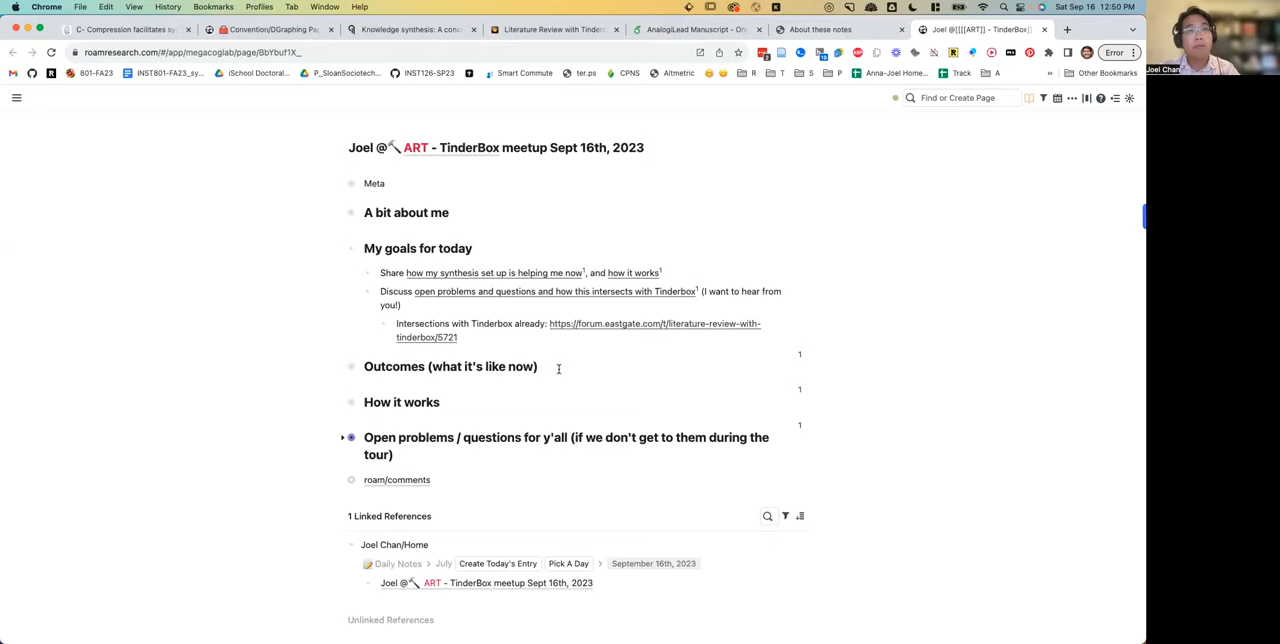 Chrome File Edit View History Bookmarks Profiles Tab Window Help
Sat Sep 16 12:50 PM
C- Compression facilitates sy
Convention/DGraphing Pa
Knowledge synthesis: A conc
Literature Review with Tinder
AnalogiLead Manuscript - On
About these notes
Joel @[[[[ART]] - TinderBox]
roamresearch.com/#/app/megacoglab/page/BbYbuf1X_
Error
801-FA23
INST801-FA23_sy...
iSchool Doctoral...
P_SloanSociotech...
INST126-SP23
Smart Commute
ter.ps
CPNS
Altmetric
R
T
S
P
Anna-Joel Home...
Track
A
»
Other Bookmarks
Joel Chan
Find or Create Page
Joel @🔨 ART - TinderBox meetup Sept 16th, 2023
Meta
A bit about me
My goals for today
Share how my synthesis set up is helping me now1, and how it works1
Discuss open problems and questions and how this intersects with Tinderbox1 (I want to hear from
you!)
Intersections with Tinderbox already: https://forum.eastgate.com/t/literature-review-with-
tinderbox/5721
1
Outcomes (what it's like now)
1
How it works
1
Open problems / questions for y'all (if we don't get to them during the
tour)
roam/comments
1 Linked References
Joel Chan/Home
📝 Daily Notes > July Create Today's Entry Pick A Day > September 16th, 2023
Joel @🔨 ART - TinderBox meetup Sept 16th, 2023
Unlinked References